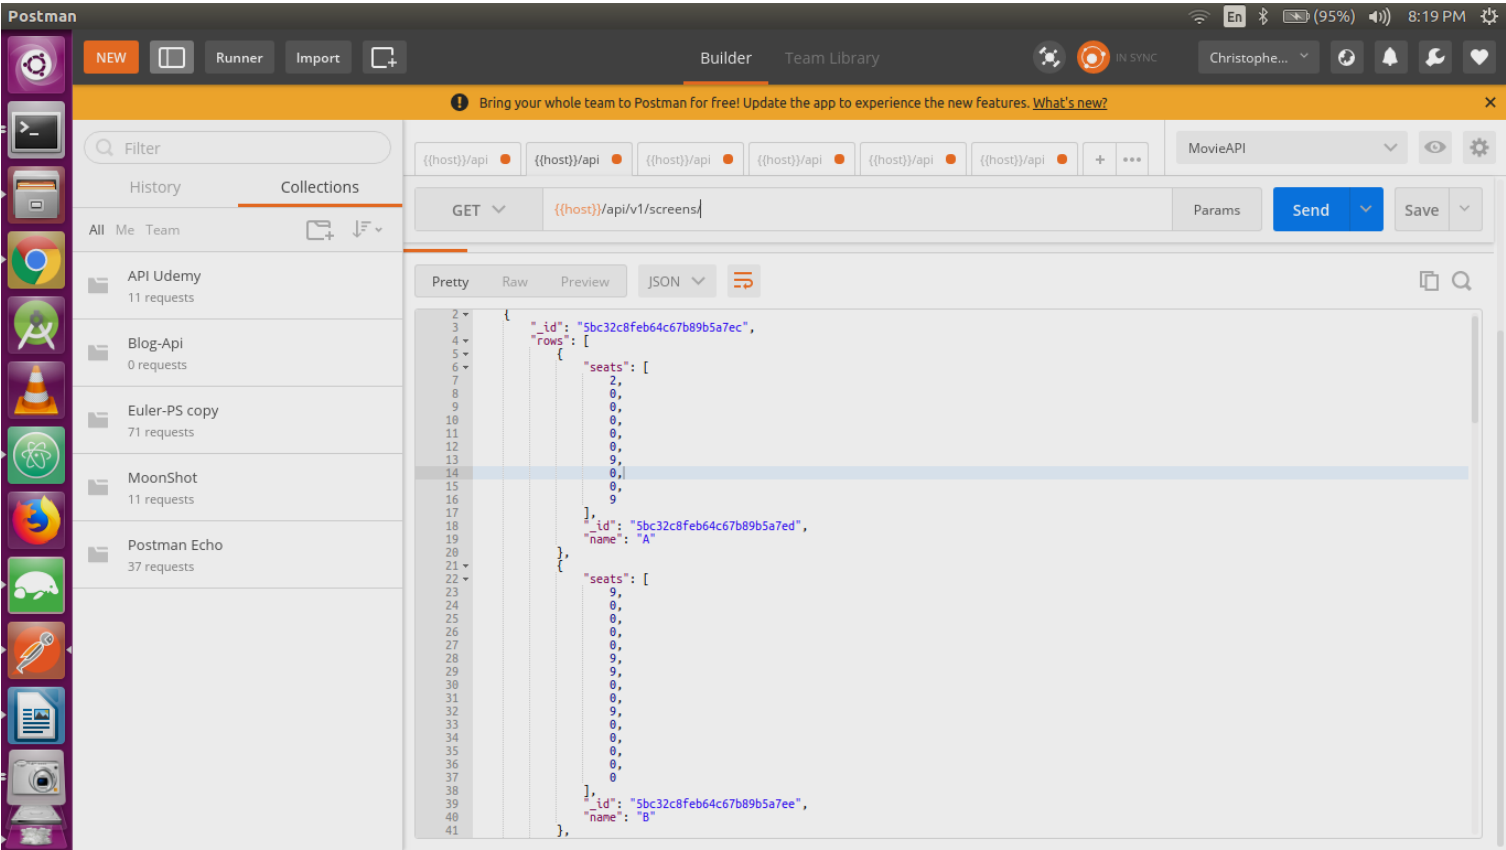 Postman
En (95%) 8:19 PM
NEW Runner Import Builder Team Library IN SYNC Christophe...
Bring your whole team to Postman for free! Update the app to experience the new features. What's new?
Filter
History Collections
All Me Team
API Udemy
11 requests
Blog-Api
0 requests
Euler-PS copy
71 requests
MoonShot
11 requests
Postman Echo
37 requests
{{host}}/api {{host}}/api {{host}}/api {{host}}/api {{host}}/api {{host}}/api + •••
MovieAPI
GET {{host}}/api/v1/screens/ Params Send Save
Pretty Raw Preview JSON
2 {
3 "_id": "5bc32c8feb64c67b89b5a7ec",
4 "rows": [
5 {
6 "seats": [
7 2,
8 0,
9 0,
10 0,
11 0,
12 0,
13 9,
14 0,
15 0,
16 9
17 ],
18 "_id": "5bc32c8feb64c67b89b5a7ed",
19 "name": "A"
20 },
21 {
22 "seats": [
23 9,
24 0,
25 0,
26 0,
27 0,
28 9,
29 9,
30 0,
31 0,
32 9,
33 0,
34 0,
35 0,
36 0,
37 0
38 ],
39 "_id": "5bc32c8feb64c67b89b5a7ee",
40 "name": "B"
41 },